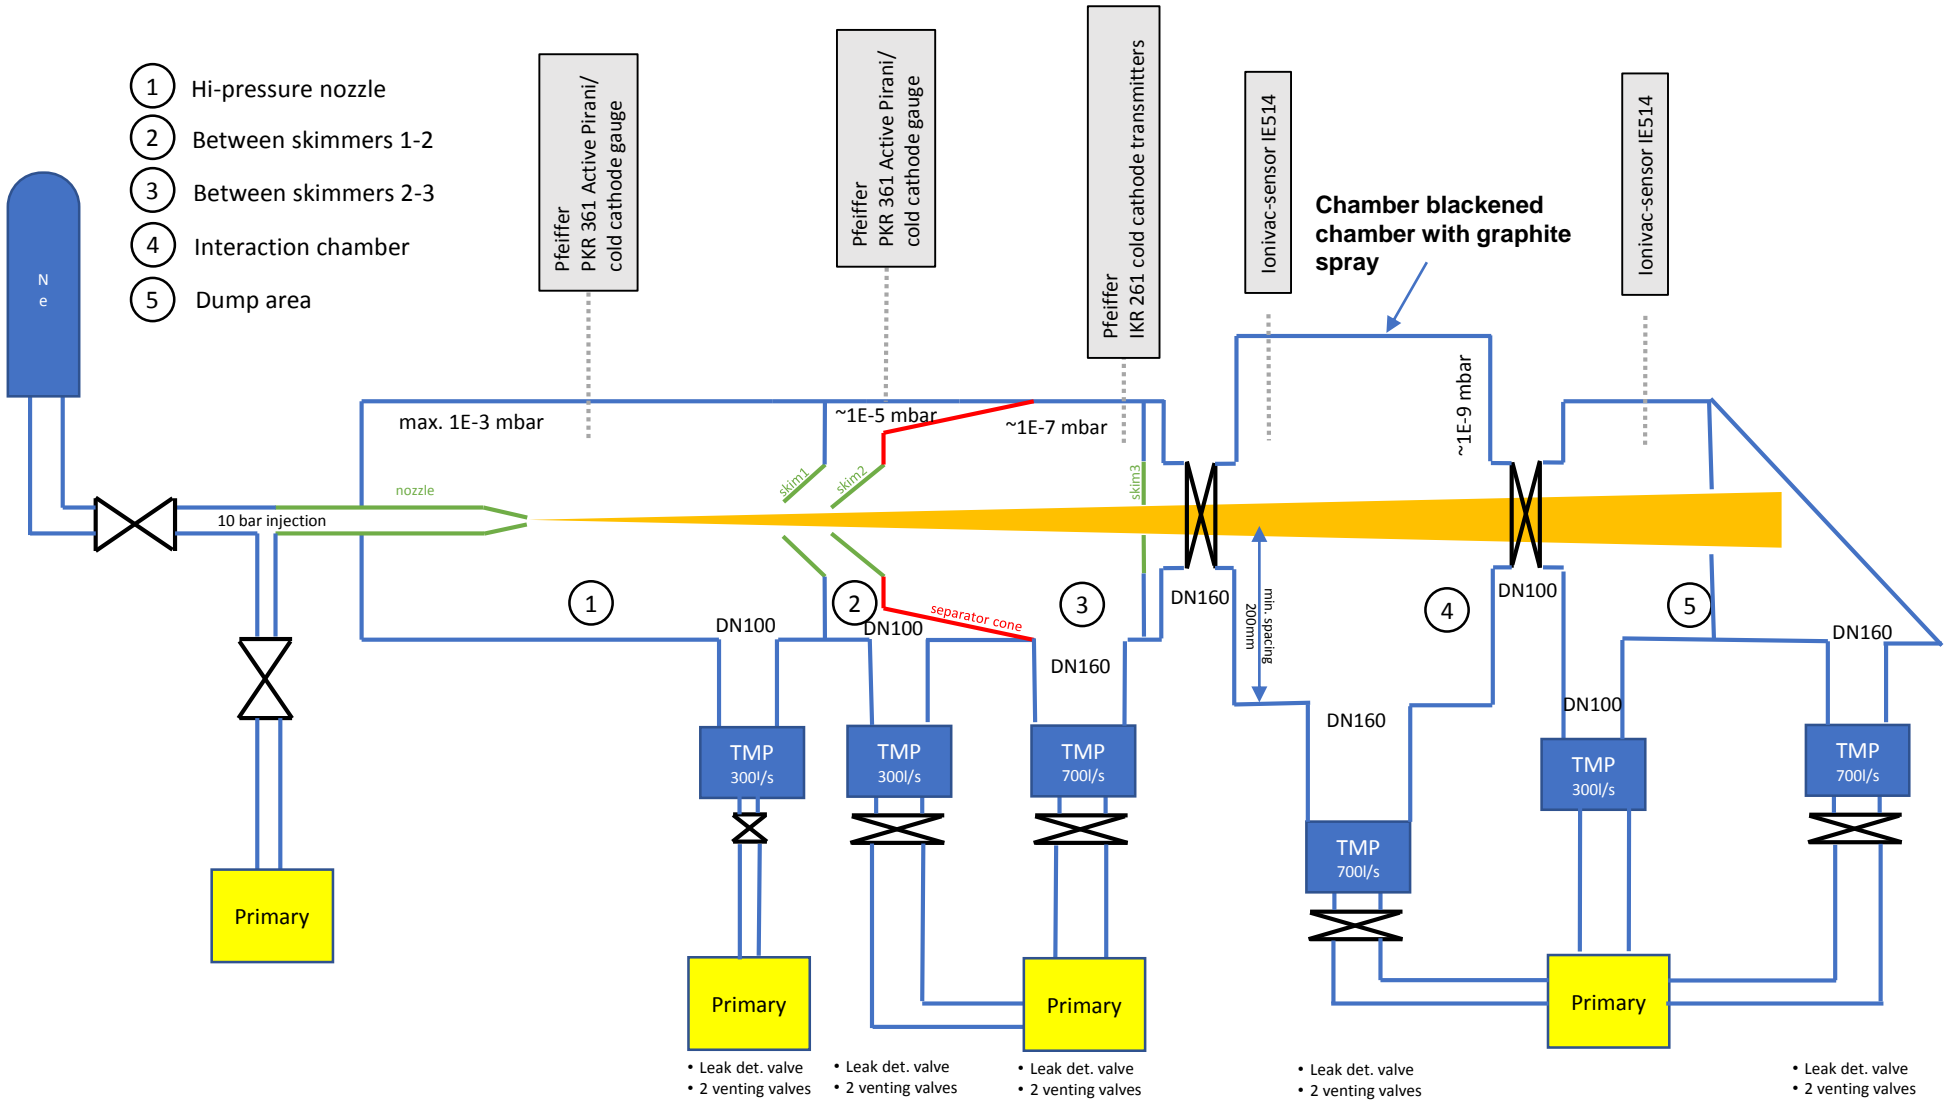 1 Hi-pressure nozzle
2 Between skimmers 1-2
3 Between skimmers 2-3
4 Interaction chamber
5 Dump area
N
e
Pfeiffer
PKR 361 Active Pirani/
cold cathode gauge
Pfeiffer
PKR 361 Active Pirani/
cold cathode gauge
Pfeiffer
IKR 261 cold cathode transmitters
Ionivac-sensor IE514
Ionivac-sensor IE514
Chamber blackened
chamber with graphite
spray
max. 1E-3 mbar
~1E-5 mbar
~1E-7 mbar
~1E-9 mbar
nozzle
10 bar injection
skim1
skim2
skim3
separator cone
1
2
3
4
5
DN100
DN100
DN160
DN160
min. spacing
200mm
DN160
DN100
DN100
DN160
TMP
300l/s
TMP
300l/s
TMP
700l/s
TMP
700l/s
TMP
300l/s
TMP
700l/s
Primary
Primary
Primary
Primary
• Leak det. valve
• 2 venting valves
• Leak det. valve
• 2 venting valves
• Leak det. valve
• 2 venting valves
• Leak det. valve
• 2 venting valves
• Leak det. valve
• 2 venting valves